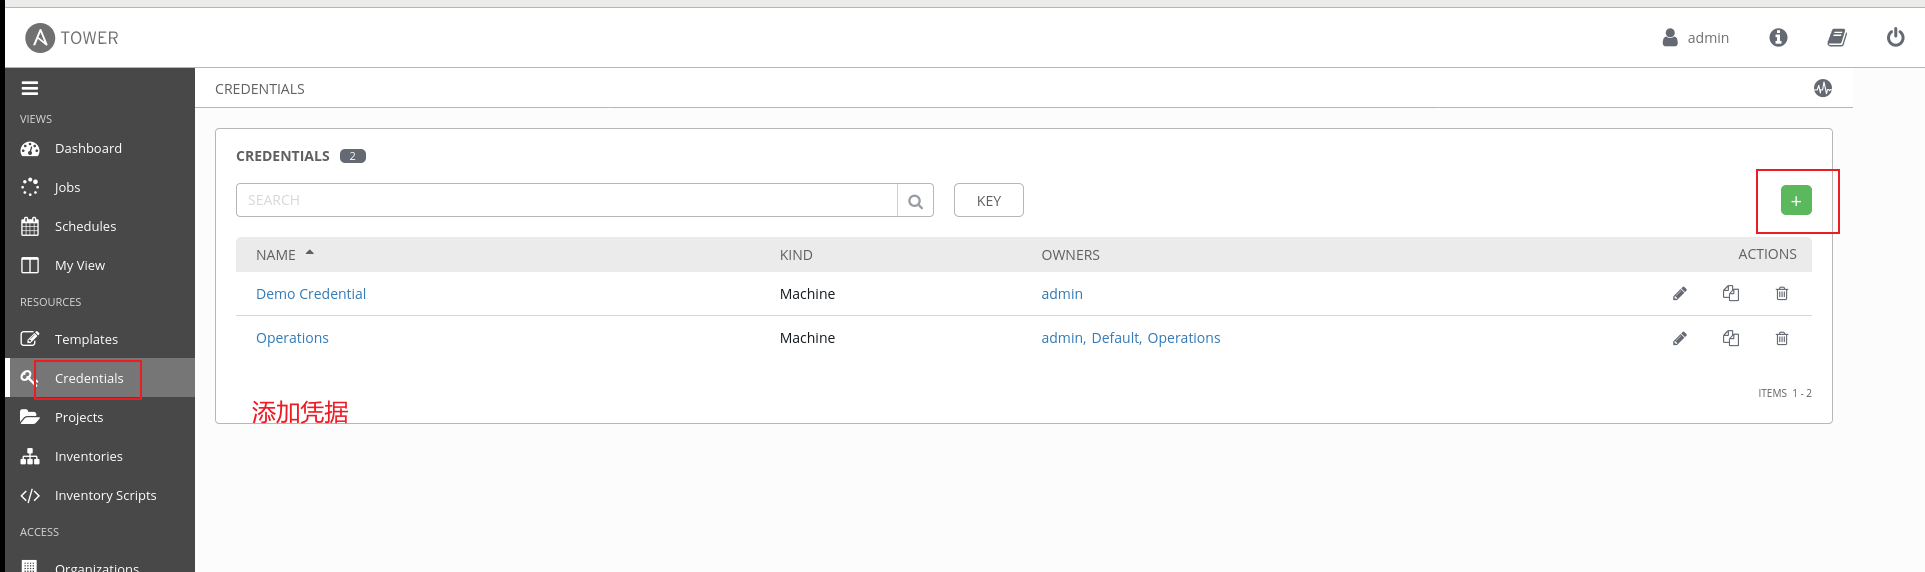 TOWER
admin
CREDENTIALS
VIEWS
Dashboard
Jobs
Schedules
My View
RESOURCES
Templates
Credentials
Projects
Inventories
Inventory Scripts
ACCESS
Organizations
CREDENTIALS 2
SEARCH
KEY
+
NAME KIND OWNERS ACTIONS
Demo Credential Machine admin
Operations Machine admin, Default, Operations
ITEMS 1 - 2
添加凭据